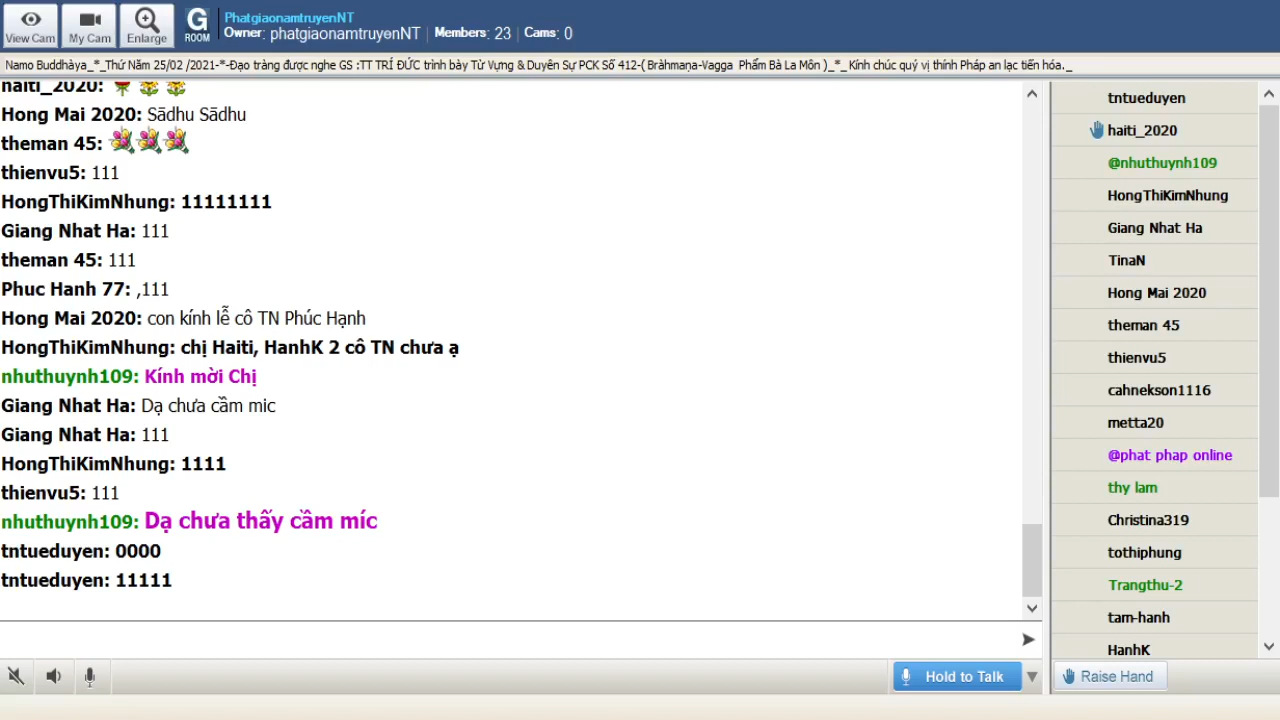 View Cam
My Cam
Enlarge
G
ROOM
PhatgiaonamtruyenNT
Owner: phatgiaonamtruyenNT | Members: 23 | Cams: 0
Namo Buddhàya_*_Thứ Năm 25/02 /2021-*-Đạo tràng được nghe GS :TT TRÍ ĐỨC trình bày Từ Vựng & Duyên Sự PCK Số 412-( Bràhmaṇa-Vagga Phẩm Bà La Môn )_*_ Kính chúc quý vị thính Pháp an lạc tiến hóa._
haiti_2020:
Hong Mai 2020: Sādhu Sādhu
theman 45:
thienvu5: 111
HongThiKimNhung: 11111111
Giang Nhat Ha: 111
theman 45: 111
Phuc Hanh 77: ,111
Hong Mai 2020: con kính lễ cô TN Phúc Hạnh
HongThiKimNhung: chị Haiti, HanhK 2 cô TN chưa ạ
nhuthuynh109: Kính mời Chị
Giang Nhat Ha: Dạ chưa cầm mic
Giang Nhat Ha: 111
HongThiKimNhung: 1111
thienvu5: 111
nhuthuynh109: Dạ chưa thấy cầm míc
tntueduyen: 0000
tntueduyen: 11111
Hold to Talk
tntueduyen
haiti_2020
@nhuthuynh109
HongThiKimNhung
Giang Nhat Ha
TinaN
Hong Mai 2020
theman 45
thienvu5
cahnekson1116
metta20
@phat phap online
thy lam
Christina319
tothiphung
Trangthu-2
tam-hanh
HanhK
Raise Hand